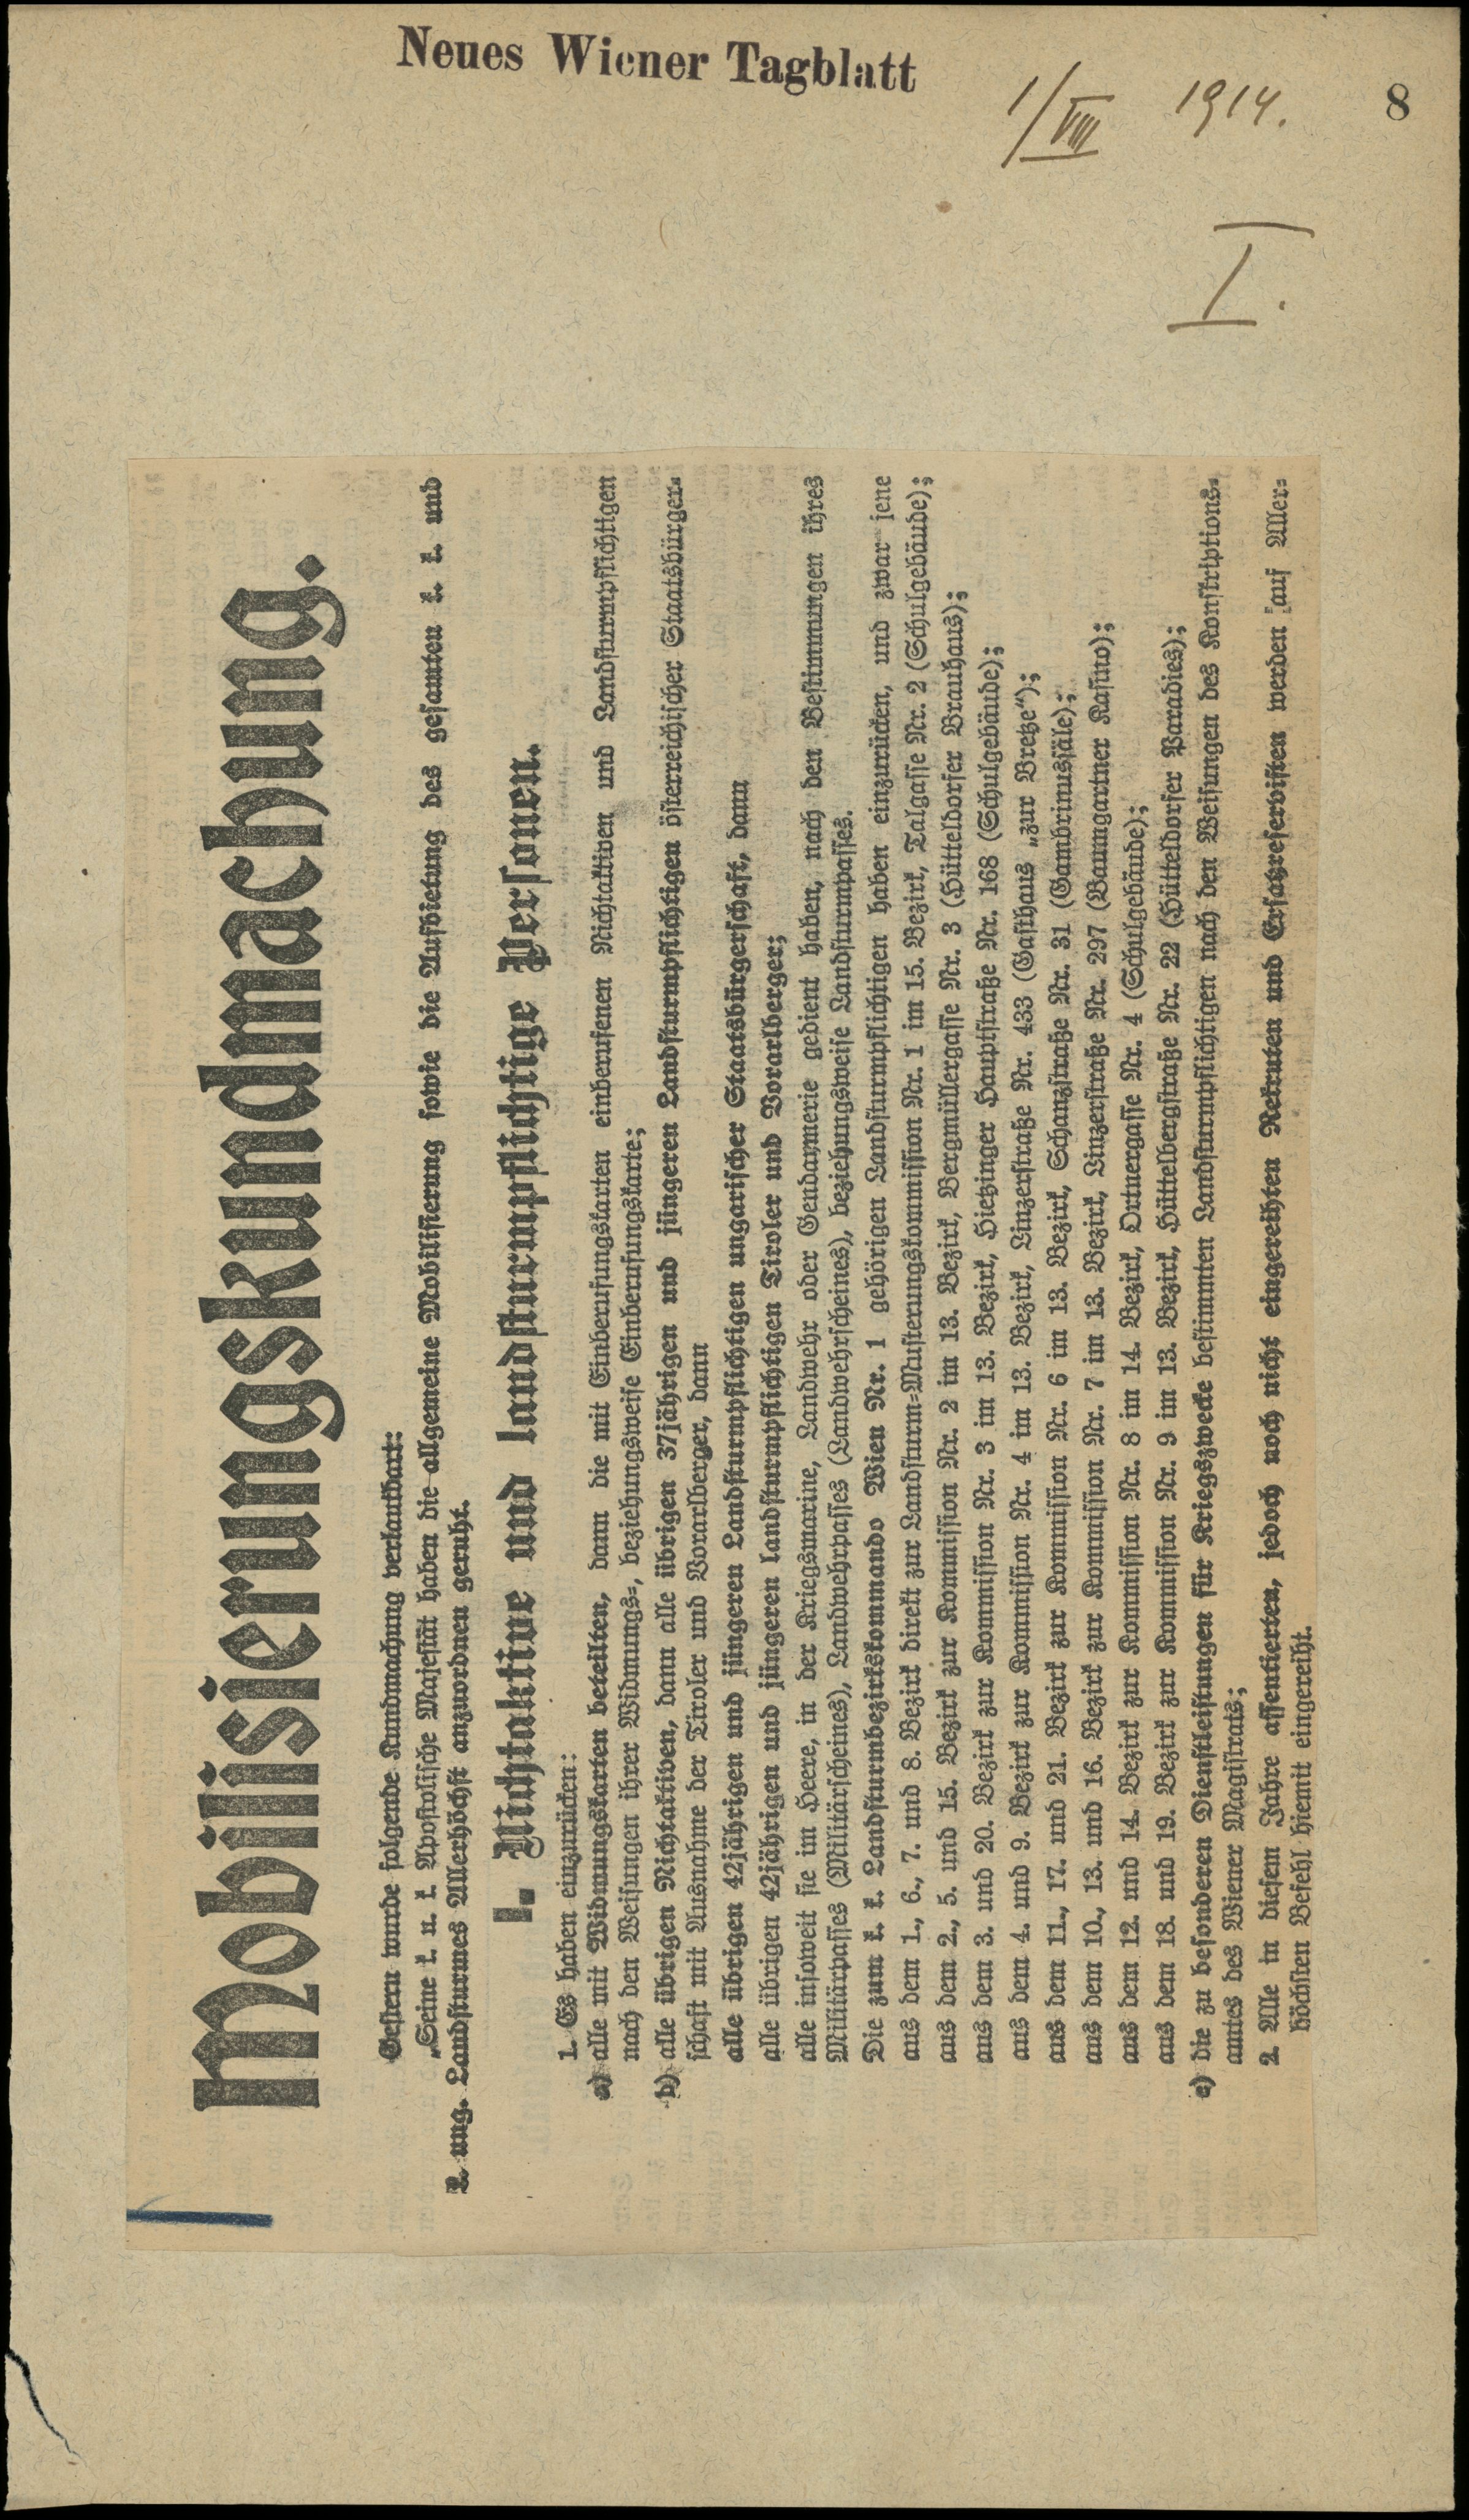 Neues Wiener Tagblatt
1/VIII 1914.
8
I.
Mobilisierungskundmachung.
Gestern wurde folgende Kundmachung verlautbart:
„Seine k. u. k. Apostolische Majestät haben die allgemeine Mobilisierung sowie die Aufbietung des gesamten k. k. und
k. ung. Landsturmes Allerhöchst anzuordnen geruht.
I. Nichtaktive und landsturmpflichtige Personen.
1. Es haben einzurücken:
a) alle mit Widmungskarten beteilten, dann die mit Einberufungskarten einberufenen Nichtaktiven und Landsturmpflichtigen
nach den Weisungen ihrer Widmungs-, beziehungsweise Einberufungskarte;
b) alle übrigen Nichtaktiven, dann alle übrigen 37jährigen und jüngeren Landsturmpflichtigen österreichischer Staatsbürger-
schaft mit Ausnahme der Tiroler und Vorarlberger, dann
alle übrigen 42jährigen und jüngeren Landsturmpflichtigen ungarischer Staatsbürgerschaft, dann
alle übrigen 42jährigen und jüngeren landsturmpflichtigen Tiroler und Vorarlberger;
alle insoweit sie im Heere, in der Kriegsmarine, Landwehr oder Gendarmerie gedient haben, nach den Bestimmungen ihres
Militärpasses (Militärscheines), Landwehrpasses (Landwehrscheines), beziehungsweise Landsturmpasses.
Die zum k. k. Landsturmbezirkskommando Wien Nr. 1 gehörigen Landsturmpflichtigen haben einzurücken, und zwar jene
aus dem 1., 6., 7. und 8. Bezirk direkt zur Landsturm-Musterungskommission Nr. 1 im 15. Bezirk, Talgasse Nr. 2 (Schulgebäude);
aus dem 2., 5. und 15. Bezirk zur Kommission Nr. 2 im 13. Bezirk, Bergmüllergasse Nr. 3 (Hütteldorfer Brauhaus);
aus dem 3. und 20. Bezirk zur Kommission Nr. 3 im 13. Bezirk, Hietzinger Hauptstraße Nr. 168 (Schulgebäude);
aus dem 4. und 9. Bezirk zur Kommission Nr. 4 im 13. Bezirk, Linzerstraße Nr. 433 (Gasthaus „zur Bretze“);
aus dem 11., 17. und 21. Bezirk zur Kommission Nr. 6 im 13. Bezirk, Schanzstraße Nr. 31 (Gambrinussäle);
aus dem 10., 13. und 16. Bezirk zur Kommission Nr. 7 im 13. Bezirk, Linzerstraße Nr. 297 (Baumgartner Kasino);
aus dem 12. und 14. Bezirk zur Kommission Nr. 8 im 14. Bezirk, Ortnergasse Nr. 4 (Schulgebäude);
aus dem 18. und 19. Bezirk zur Kommission Nr. 9 im 13. Bezirk, Hüttelbergstraße Nr. 22 (Hütteldorfer Paradies);
c) die zu besonderen Dienstleistungen für Kriegszwecke bestimmten Landsturmpflichtigen nach den Weisungen des Konskriptions-
amtes des Wiener Magistrats;
2. Alle in diesem Jahre assentierten, jedoch noch nicht eingereihten Rekruten und Ersatzreservisten werden auf Aller-
höchsten Befehl hiemit eingereiht.